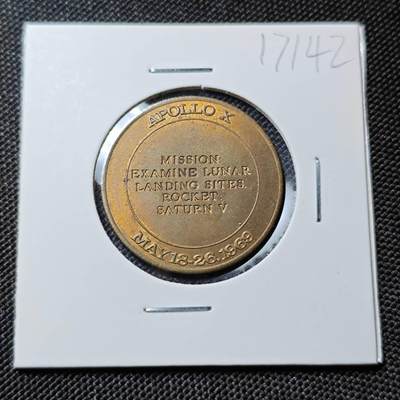 17142
APOLLO X
MISSION:
EXAMINE LUNAR
LANDING SITES.
ROCKET:
SATURN V
MAY 18-26, 1969